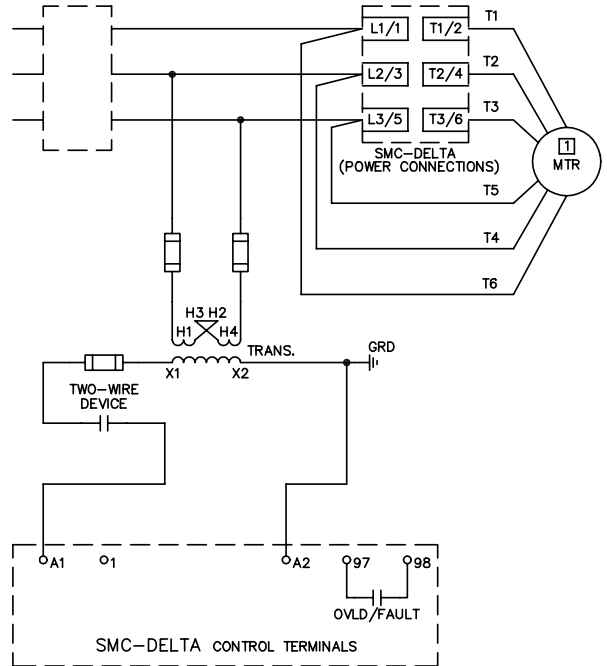 T1
L1/1 T1/2
T2
L2/3 T2/4
T3
L3/5 T3/6
SMC-DELTA
(POWER CONNECTIONS)
1
MTR
T5
T4
T6
H3 H2
H1 H4
TRANS.
GRD
X1 X2
TWO-WIRE
DEVICE
A1 1 A2 97 98
OVLD/FAULT
SMC-DELTA CONTROL TERMINALS